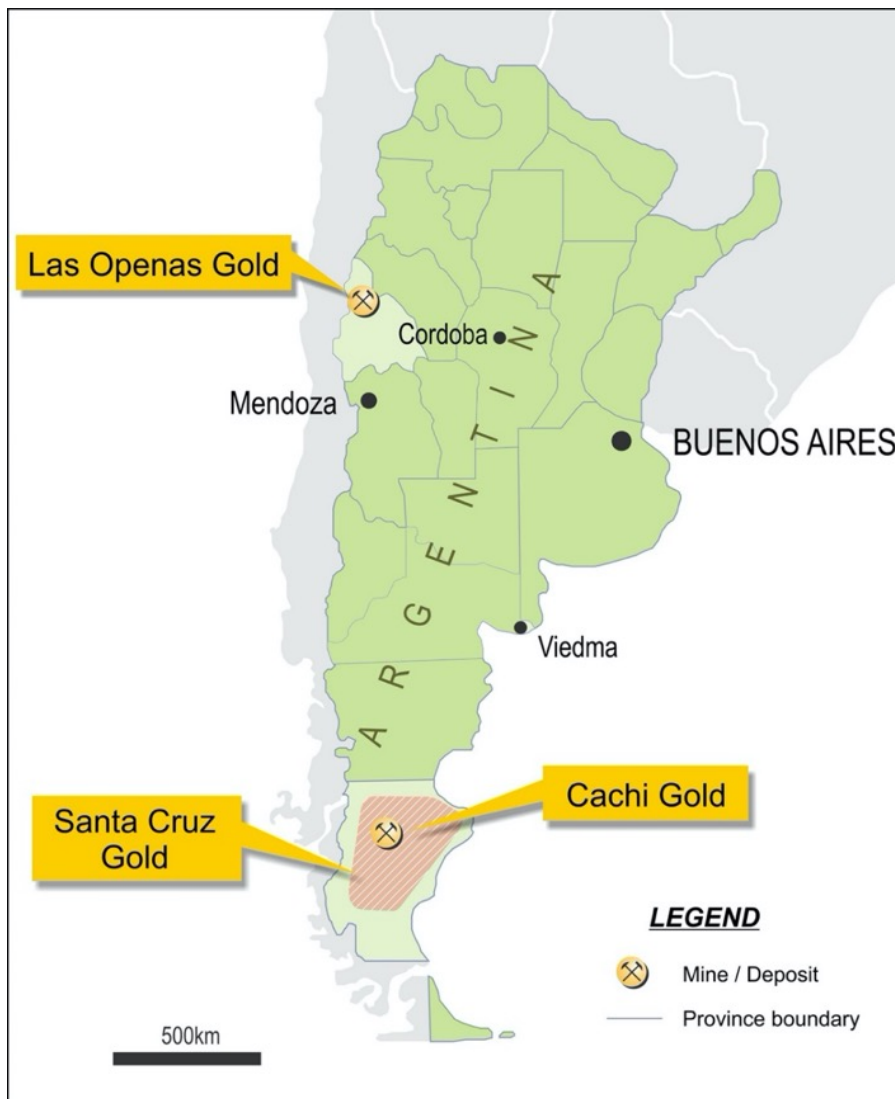 Las Openas Gold
Cordoba
Mendoza
BUENOS AIRES
ARGENTINA
Viedma
Cachi Gold
Santa Cruz
Gold
LEGEND
Mine / Deposit
Province boundary
500km